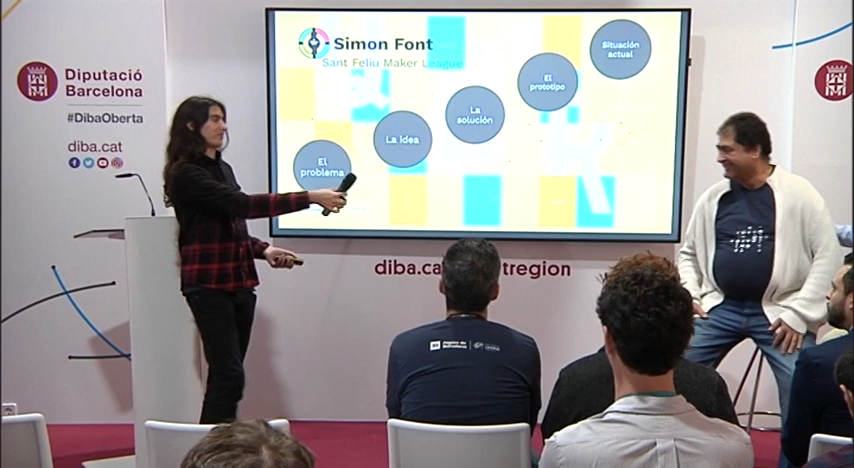 Diputació
Barcelona
#DibaOberta
diba.cat
Simon Font
Sant Feliu Maker League
El
problema
La idea
La
solución
El
prototipo
Situación
actual
diba.ca
tregion